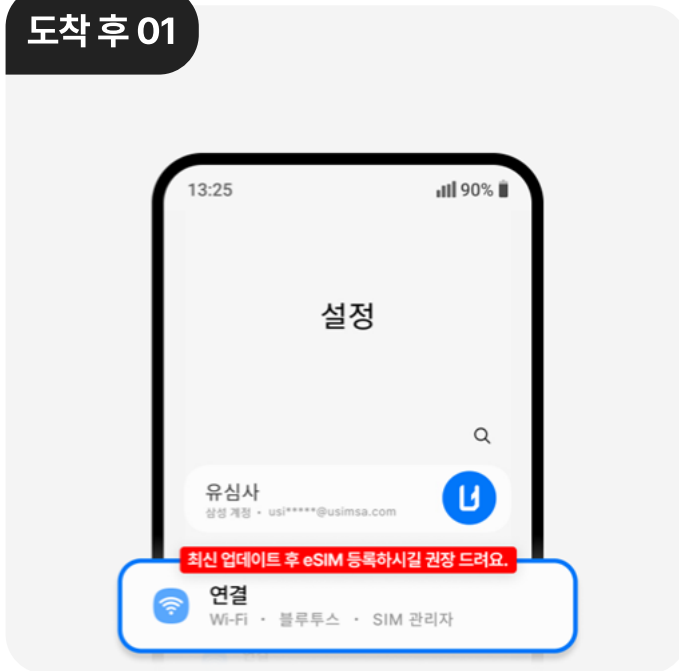 도착 후 01
13:25 90%
설정
유심사
삼성 계정 • usi*****@usimsa.com
최신 업데이트 후 eSIM 등록하시길 권장 드려요.
연결
Wi-Fi • 블루투스 • SIM 관리자